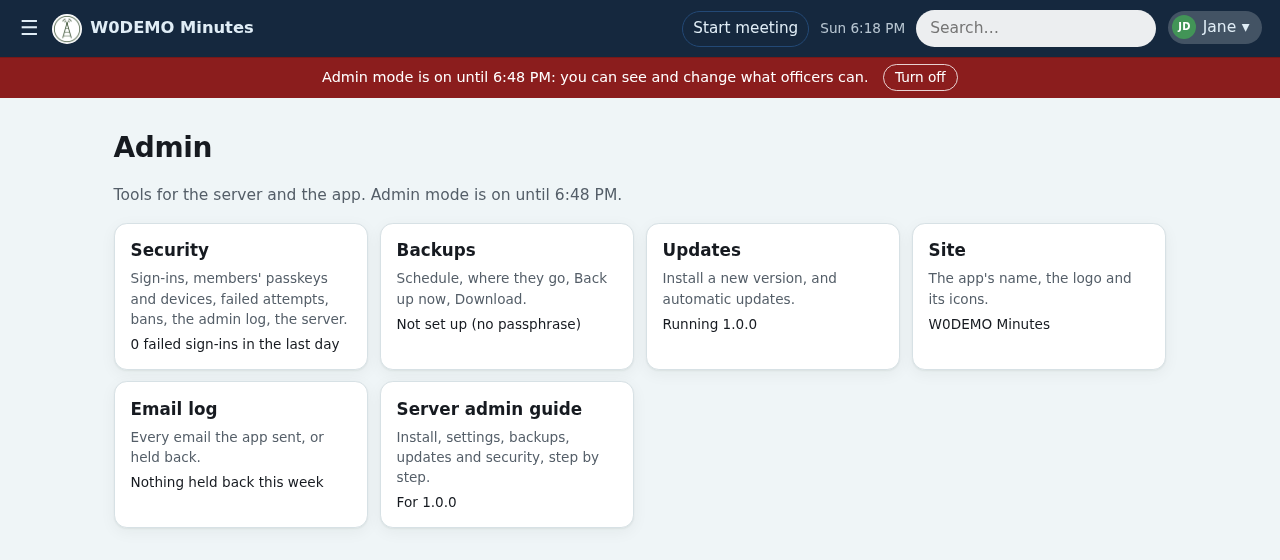 ☰ W0DEMO Minutes Start meeting Sun 6:18 PM Search... JD Jane ▾
Admin mode is on until 6:48 PM: you can see and change what officers can. Turn off
Admin
Tools for the server and the app. Admin mode is on until 6:48 PM.
Security
Sign-ins, members' passkeys
and devices, failed attempts,
bans, the admin log, the server.
0 failed sign-ins in the last day
Backups
Schedule, where they go, Back
up now, Download.
Not set up (no passphrase)
Updates
Install a new version, and
automatic updates.
Running 1.0.0
Site
The app's name, the logo and
its icons.
W0DEMO Minutes
Email log
Every email the app sent, or
held back.
Nothing held back this week
Server admin guide
Install, settings, backups,
updates and security, step by
step.
For 1.0.0